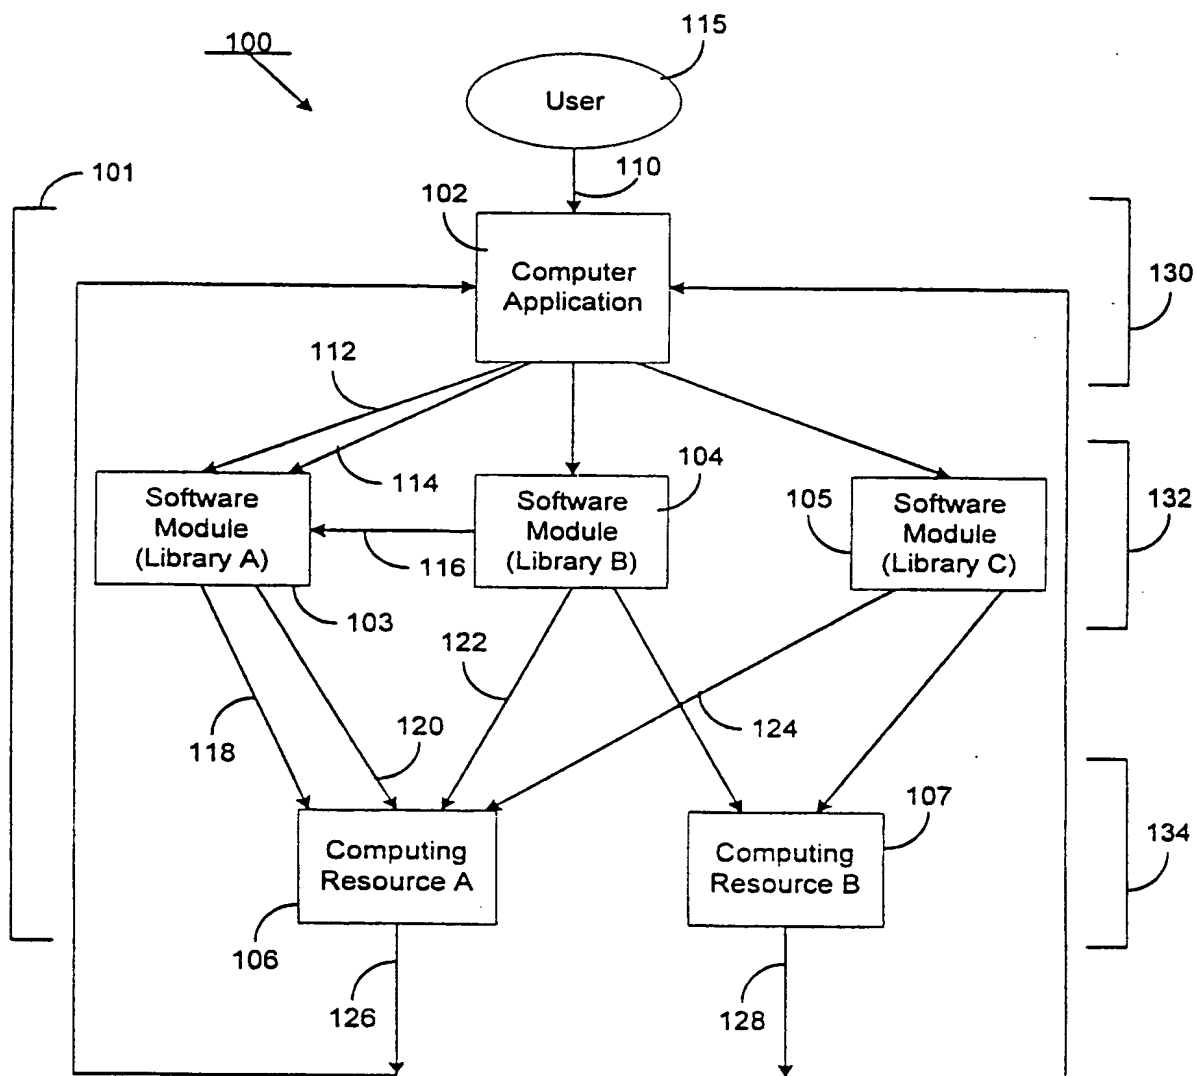 100
115
User
101
110
102
Computer
Application
130
112
114
104
Software
Module
(Library A)
Software
Module
(Library B)
105
Software
Module
(Library C)
132
116
103
122
118
120
124
107
134
Computing
Resource A
Computing
Resource B
106
126
128